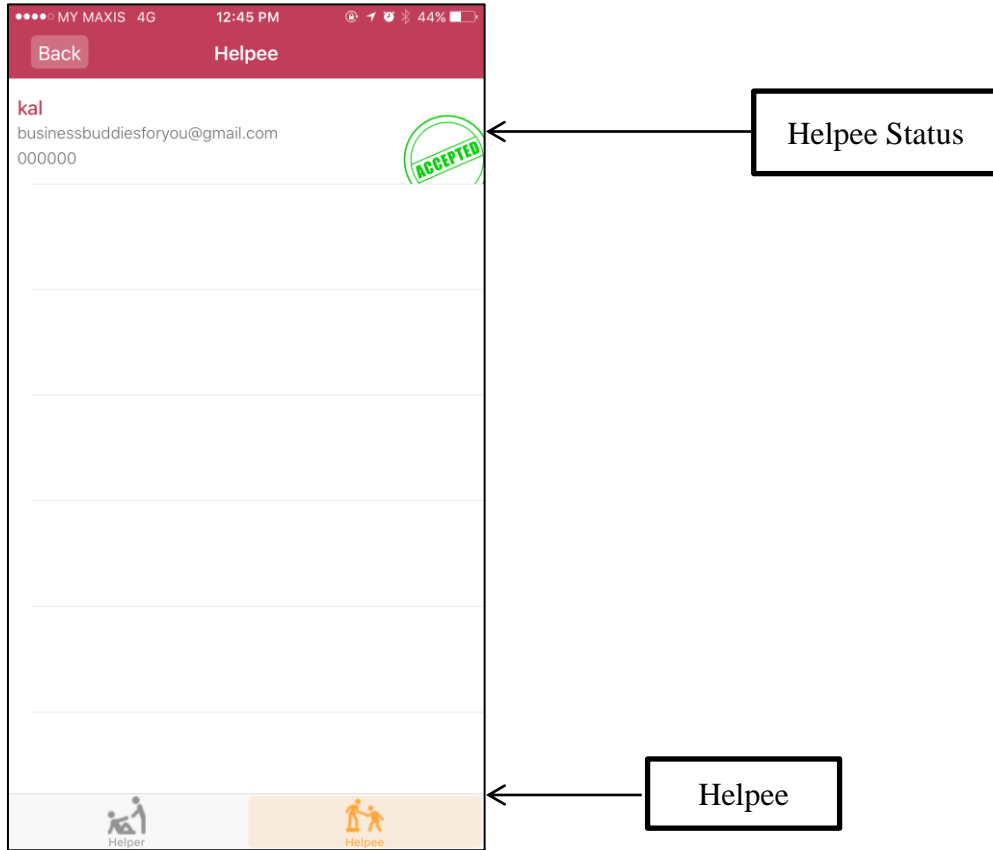 MY MAXIS 4G 12:45 PM 44%
Back Helpee
kal
businessbuddiesforyou@gmail.com
000000
ACCEPTED
Helpee Status
Helpee
Helper Helpee